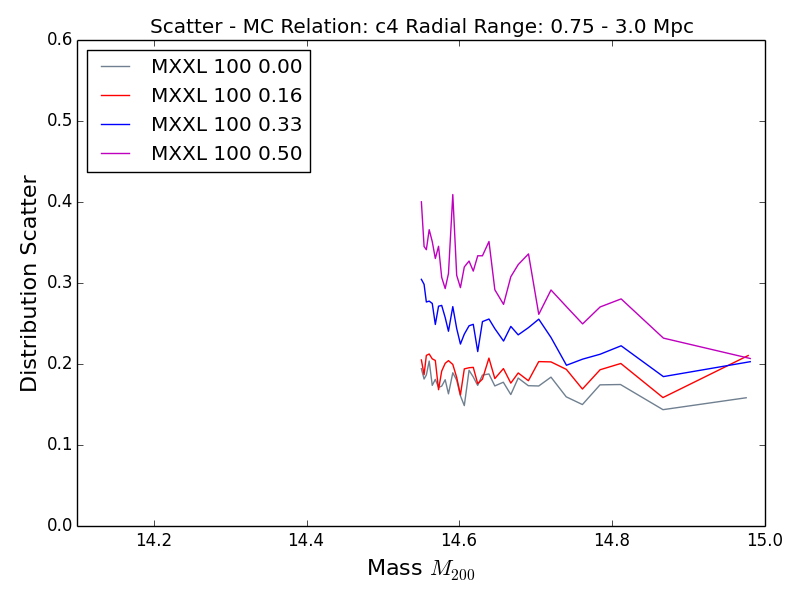 Scatter - MC Relation: c4 Radial Range: 0.75 - 3.0 Mpc
MXXL 100 0.00
MXXL 100 0.16
MXXL 100 0.33
MXXL 100 0.50
Distribution Scatter
0.6
0.5
0.4
0.3
0.2
0.1
0.0
14.2 14.4 14.6 14.8 15.0
Mass M_{200}